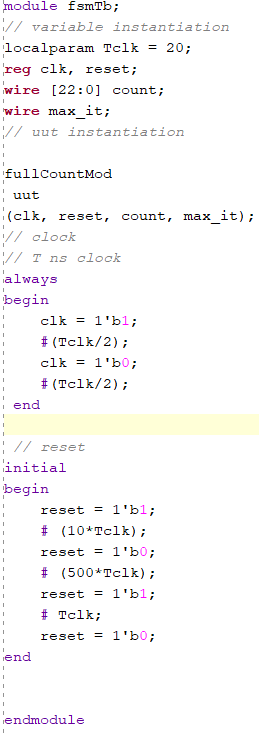 module fsmTb;
// variable instantiation
localparam Tclk = 20;
reg clk, reset;
wire [22:0] count;
wire max_it;
// uut instantiation
fullCountMod
uut
(clk, reset, count, max_it);
// clock
// T ns clock
always
begin
clk = 1'b1;
#(Tclk/2);
clk = 1'b0;
#(Tclk/2);
end
// reset
initial
begin
reset = 1'b1;
# (10*Tclk);
reset = 1'b0;
# (500*Tclk);
reset = 1'b1;
# Tclk;
reset = 1'b0;
end
endmodule